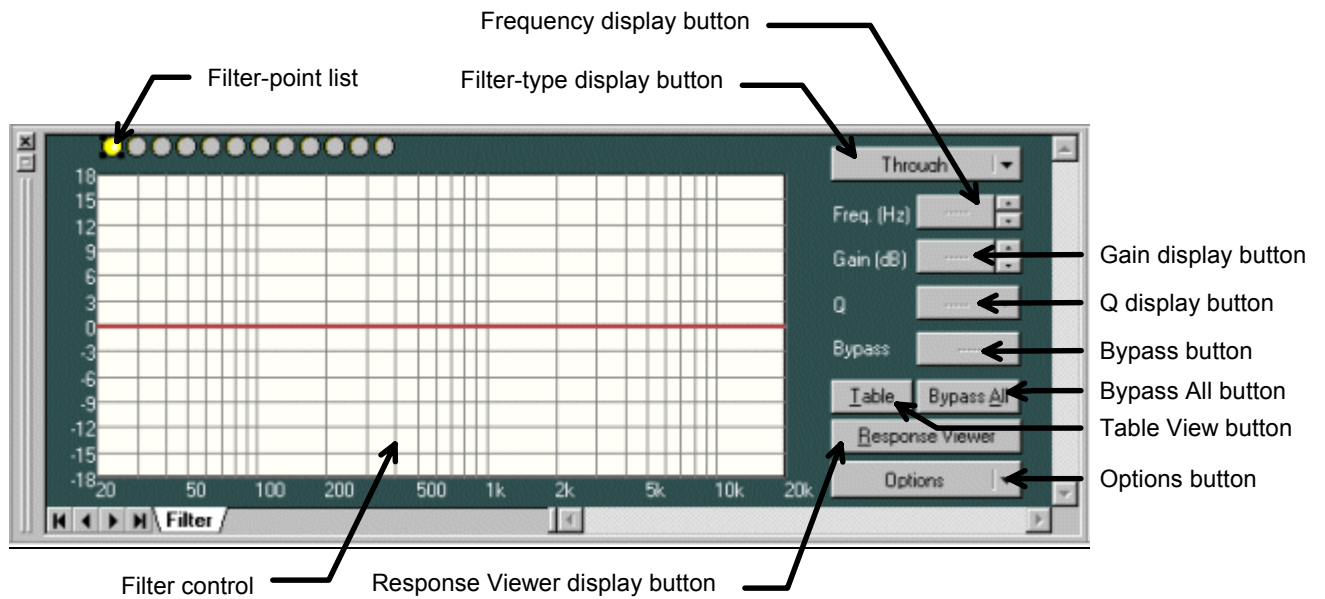 Frequency display button
Filter-point list
Filter-type display button
Through
18
15
12
9
6
3
0
-3
-6
-9
-12
-15
-18
20 50 100 200 500 1k 2k 5k 10k 20k
Freq. (Hz)
Gain (dB)
Q
Bypass
Table Bypass All
Response Viewer
Options
Gain display button
Q display button
Bypass button
Bypass All button
Table View button
Options button
Filter
Filter control
Response Viewer display button